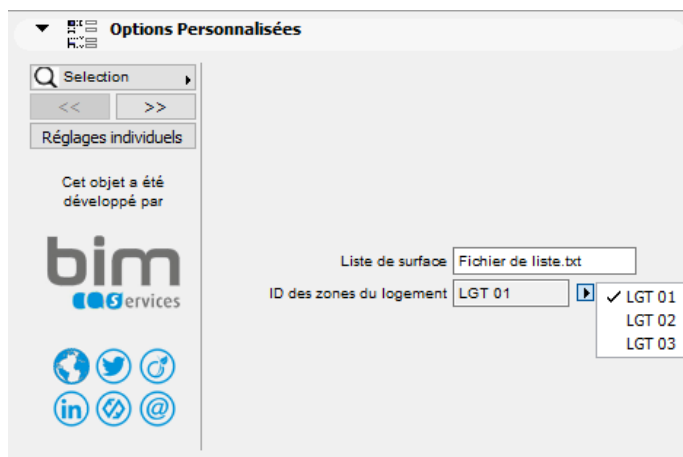 Options Personnalisées
Selection
<< >>
Réglages individuels
Cet objet a été
développé par
bim
Services
Liste de surface Fichier de liste.txt
ID des zones du logement LGT 01
✓ LGT 01
LGT 02
LGT 03
in @